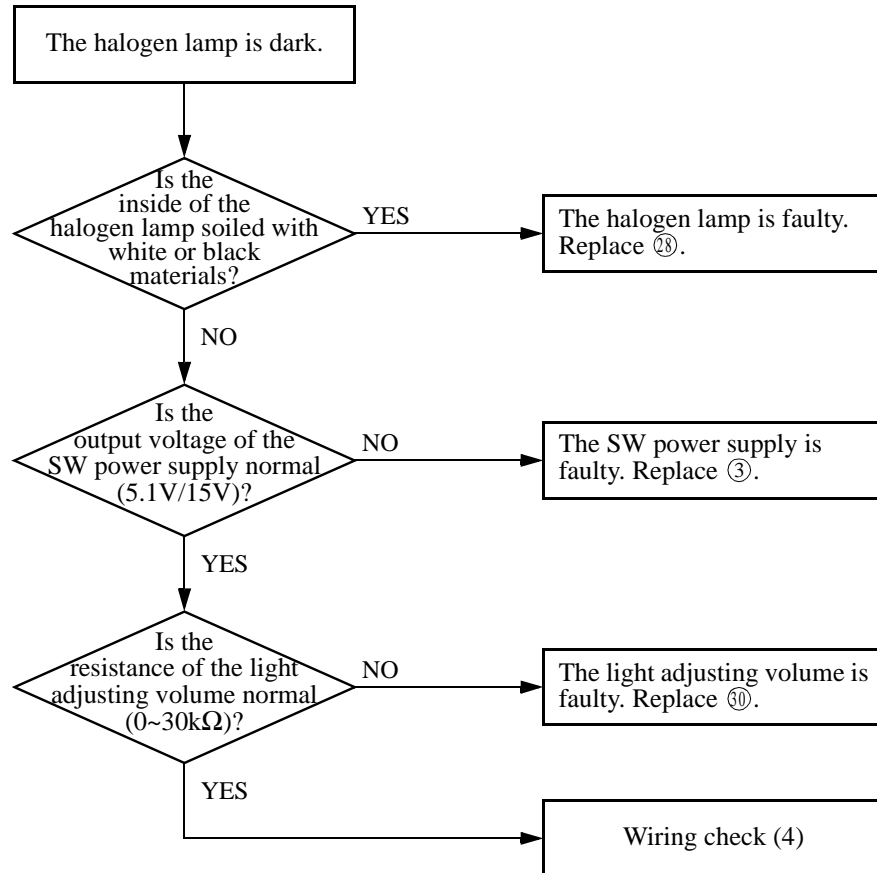 The halogen lamp is dark.
Is the
inside of the
halogen lamp soiled with
white or black
materials?
YES
The halogen lamp is faulty.
Replace ㉘.
NO
Is the
output voltage of the
SW power supply normal
(5.1V/15V)?
NO
The SW power supply is
faulty. Replace ③.
YES
Is the
resistance of the light
adjusting volume normal
(0~30kΩ)?
NO
The light adjusting volume is
faulty. Replace ㉚.
YES
Wiring check (4)